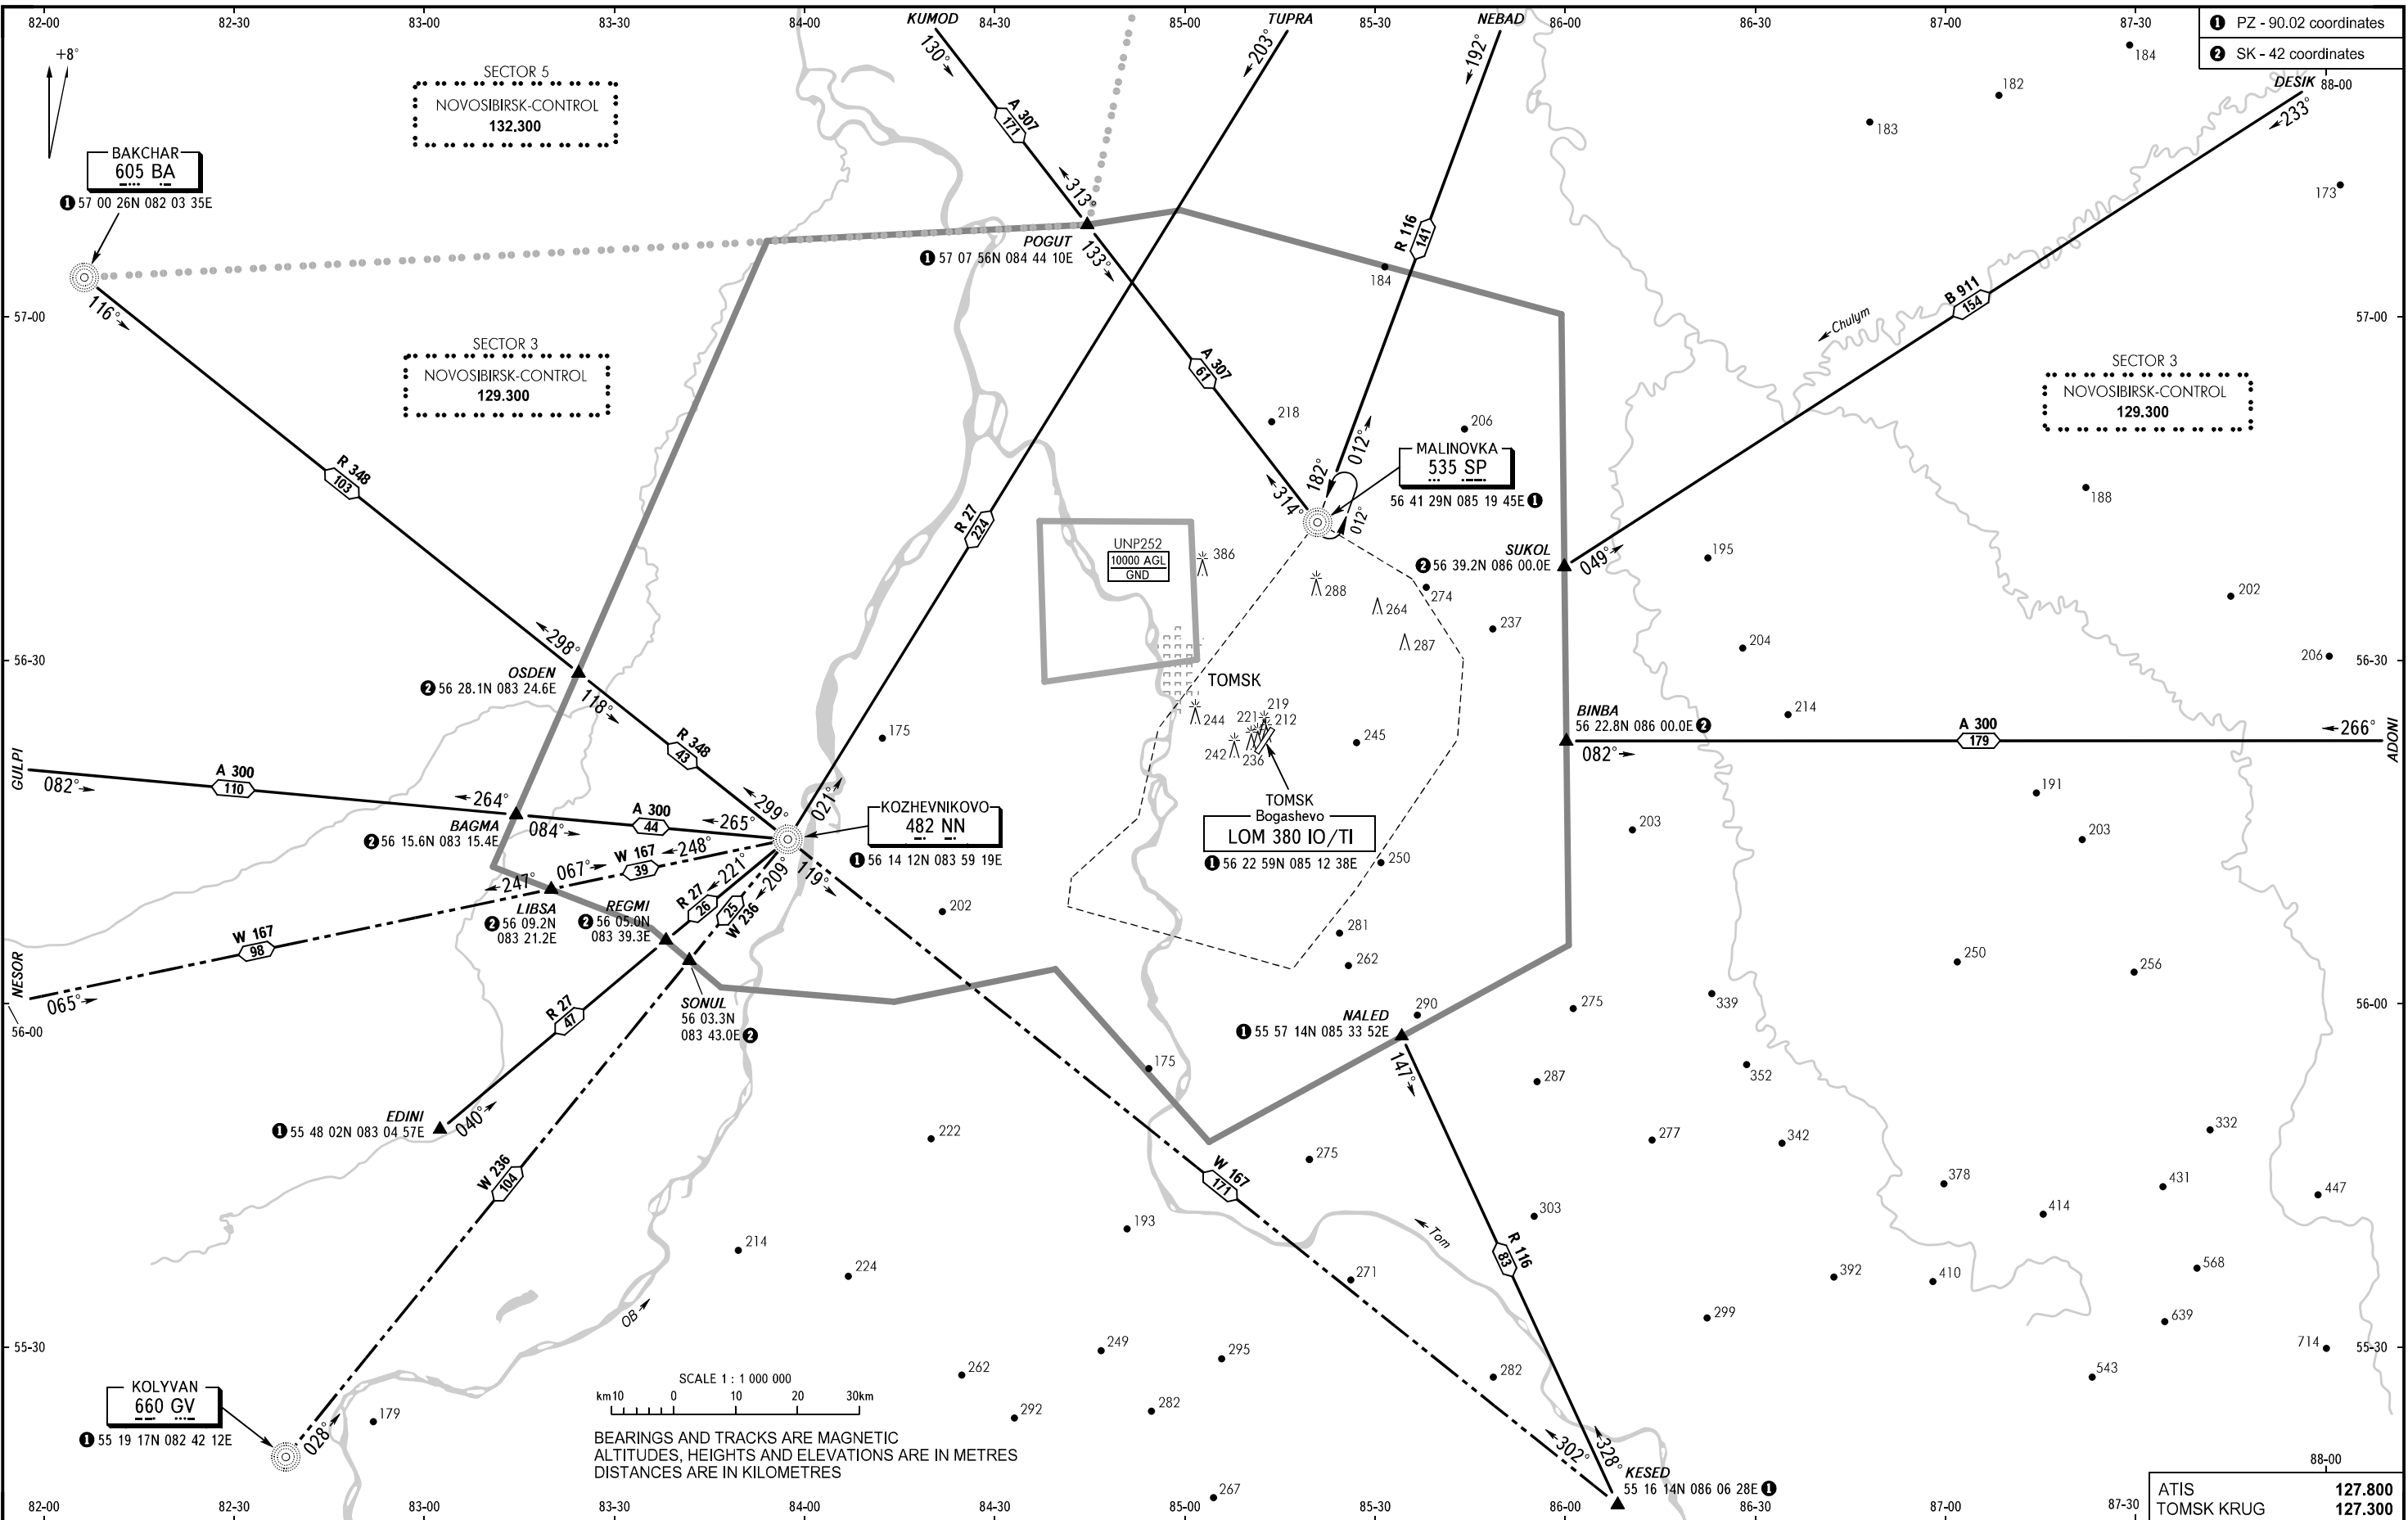 82-00
82-30
83-00
83-30
84-00
KUMOD
84-30
85-00
TUPRA
85-30
NEBAD
86-00
86-30
87-00
87-30
❶ PZ - 90.02 coordinates
❷ SK - 42 coordinates
+8°
SECTOR 5
NOVOSIBIRSK-CONTROL
132.300
130°
203°
192°
184
182
183
DESIK
88-00
233°
A 307
171
BAKCHAR
605 BA
❶ 57 00 26N 082 03 35E
116°
313°
POGUT
❶ 57 07 56N 084 44 10E
133°
R 116
141
184
173
B 911
154
57-00
57-00
Chulym
SECTOR 3
NOVOSIBIRSK-CONTROL
129.300
SECTOR 3
NOVOSIBIRSK-CONTROL
129.300
A 307
61
218
206
182°
012°
MALINOVKA
535 SP
56 41 29N 085 19 45E ❶
314°
012°
R 348
103
R 27
224
188
UNP252
10000 AGL
GND
386
288
274
264
287
237
SUKOL
❷ 56 39.2N 086 00.0E
049°
195
202
204
206
298°
56-30
56-30
OSDEN
❷ 56 28.1N 083 24.6E
118°
TOMSK
244
219
221
212
242
236
245
175
BINBA
56 22.8N 086 00.0E ❷
082°
214
A 300
179
266°
ADONI
R 348
43
GULPI
082°
A 300
110
264°
BAGMA
❷ 56 15.6N 083 15.4E
084°
A 300
44
265°
299°
021°
KOZHEVNIKOVO
482 NN
❶ 56 14 12N 083 59 19E
TOMSK
Bogashevo
LOM 380 IO/TI
❶ 56 22 59N 085 12 38E
250
191
203
203
247°
067°
W 167
39
248°
221°
209°
119°
LIBSA
❷ 56 09.2N
083 21.2E
REGMI
❷ 56 05.0N
083 39.3E
R 27
26
25
W 236
202
281
262
W 167
98
NESOR
065°
56-00
SONUL
56 03.3N
083 43.0E ❷
R 27
47
290
NALED
❶ 55 57 14N 085 33 52E
147°
275
250
256
339
175
287
352
EDINI
❶ 55 48 02N 083 04 57E
040°
222
275
277
342
332
W 236
104
W 167
171
378
431
447
414
303
193
214
224
Tom
R 116
83
271
392
410
568
299
639
OB
249
295
262
55-30
714
282
543
SCALE 1 : 1 000 000
km10 0 10 20 30km
KOLYVAN
660 GV
❶ 55 19 17N 082 42 12E
028°
179
292
282
BEARINGS AND TRACKS ARE MAGNETIC
ALTITUDES, HEIGHTS AND ELEVATIONS ARE IN METRES
DISTANCES ARE IN KILOMETRES
302°
328°
KESED
55 16 14N 086 06 28E ❶
267
88-00
82-00
82-30
83-00
83-30
84-00
84-30
85-00
85-30
86-00
86-30
87-00
87-30
ATIS 127.800
TOMSK KRUG 127.300